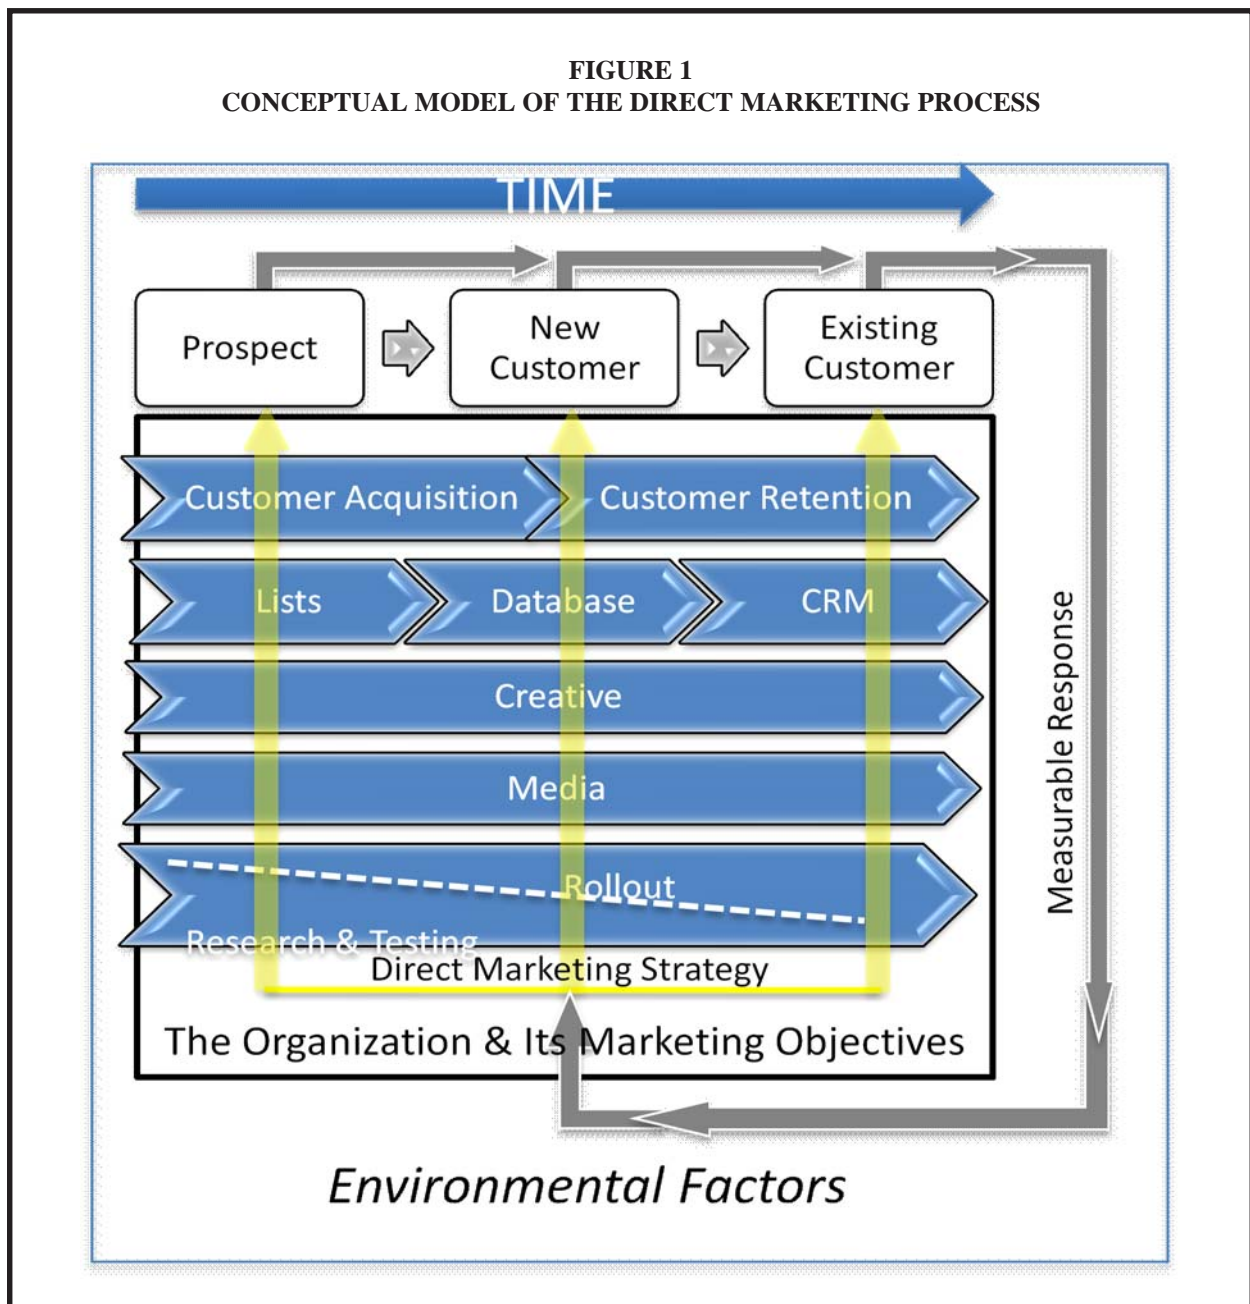 FIGURE 1
CONCEPTUAL MODEL OF THE DIRECT MARKETING PROCESS
TIME
Prospect
New
Customer
Existing
Customer
Customer Acquisition
Customer Retention
Lists
Database
CRM
Creative
Media
Rollout
Research & Testing
Direct Marketing Strategy
The Organization & Its Marketing Objectives
Measurable Response
Environmental Factors